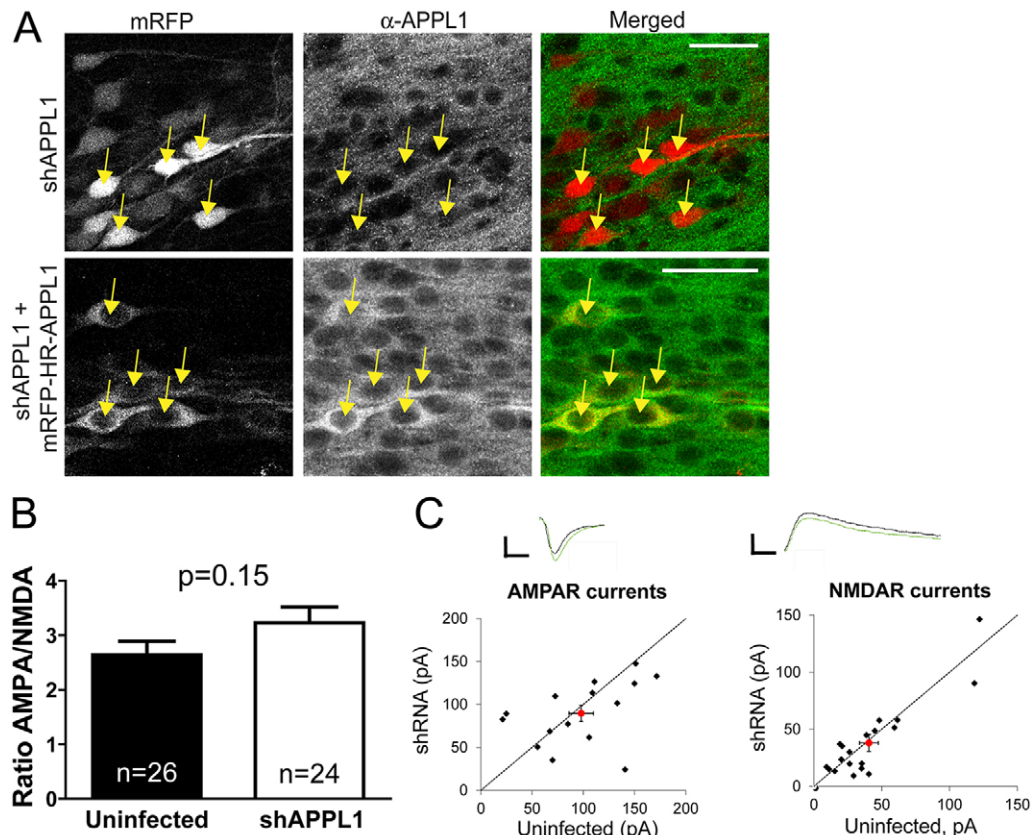 A
mRFP
α-APPL1
Merged
shAPPL1
shAPPL1 +
mRFP-HR-APPL1
B
p=0.15
Ratio AMPA/NMDA
4
3
2
1
0
n=26
n=24
Uninfected
shAPPL1
C
AMPAR currents
shRNA (pA)
200
150
100
50
0
0
50
100
150
200
Uninfected (pA)
NMDAR currents
shRNA (pA)
150
100
50
0
0
50
100
150
Uninfected, pA